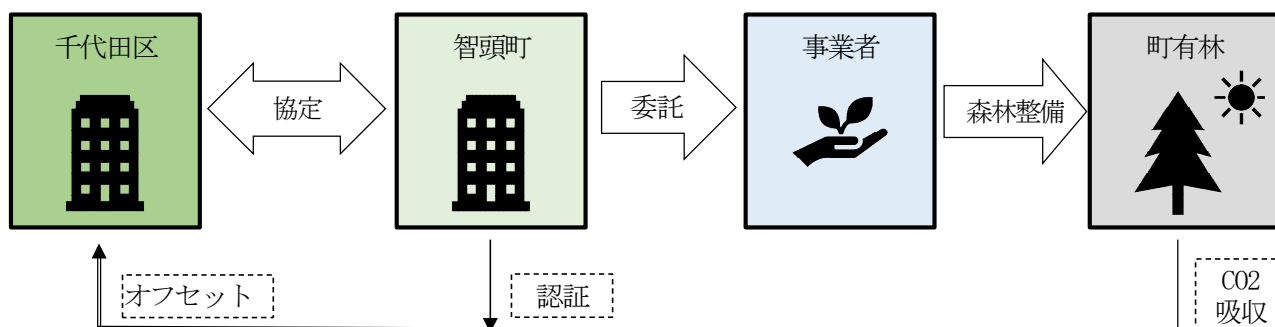 千代田区
智頭町
事業者
町有林
協定
委託
森林整備
オフセット
認証
CO2
吸収